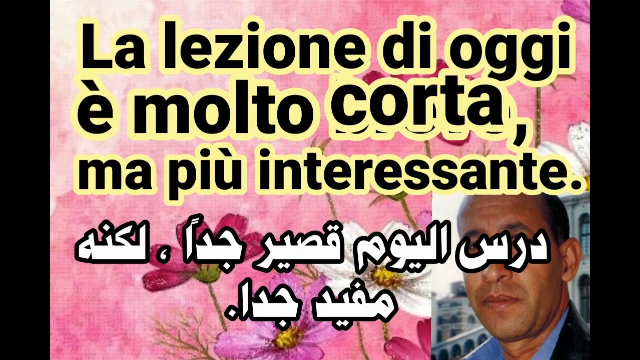 La lezione di oggi
è molto corta,
ma più interessante.
درس اليوم قصير جداً ، لكنه
مفيد جدا.